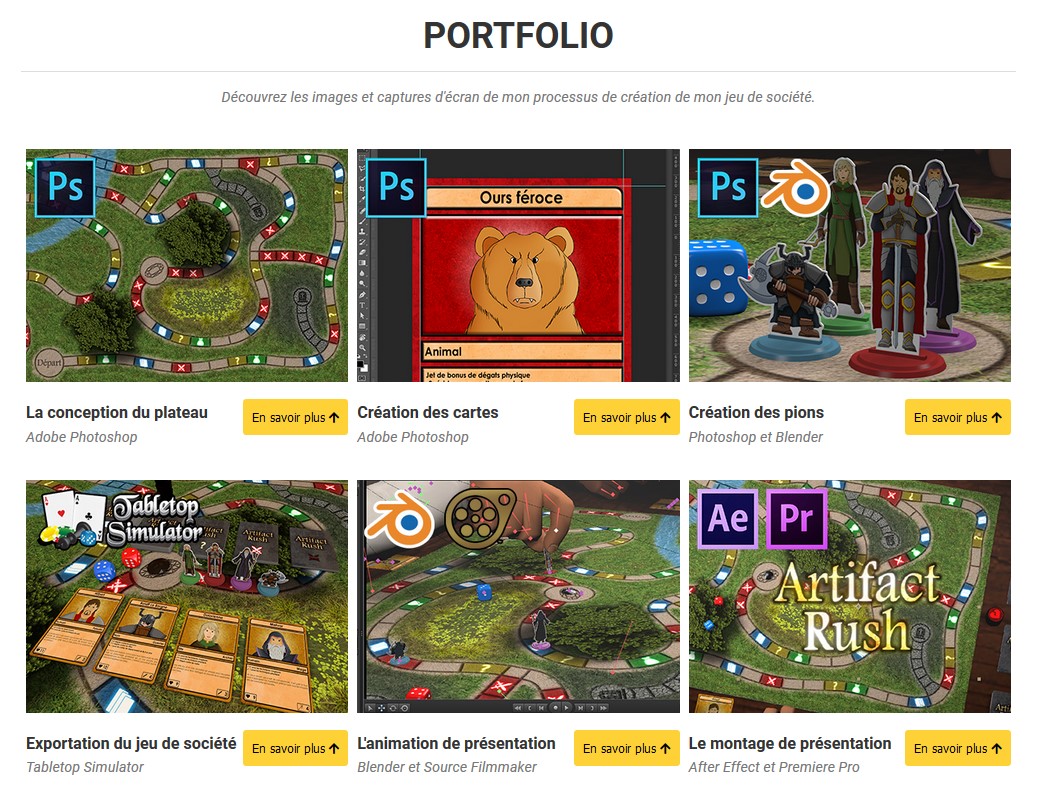 PORTFOLIO
Découvrez les images et captures d'écran de mon processus de création de mon jeu de société.
Ps
Départ
Ps
Ours féroce
Animal
Jet de bonus de dégats physique
Ps
La conception du plateau
En savoir plus
Adobe Photoshop
Création des cartes
En savoir plus
Adobe Photoshop
Création des pions
En savoir plus
Photoshop et Blender
Tabletop
Simulator
Artifact
Rush
Ae
Pr
Artifact
Rush
Exportation du jeu de société
En savoir plus
Tabletop Simulator
L'animation de présentation
En savoir plus
Blender et Source Filmmaker
Le montage de présentation
En savoir plus
After Effect et Premiere Pro